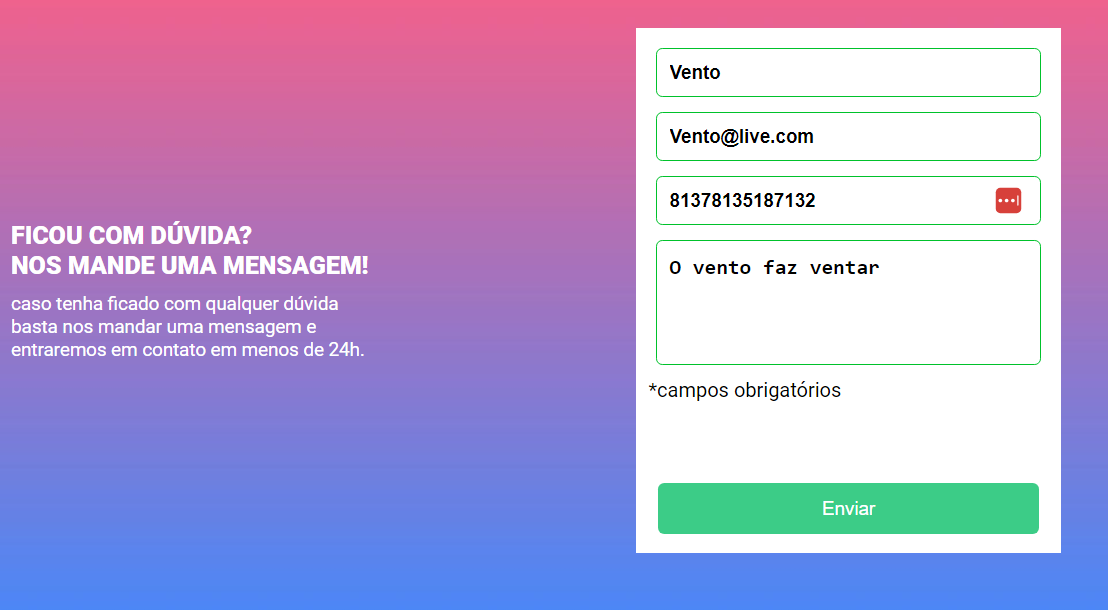 FICOU COM DÚVIDA?
NOS MANDE UMA MENSAGEM!
caso tenha ficado com qualquer dúvida
basta nos mandar uma mensagem e
entraremos em contato em menos de 24h.
Vento
Vento@live.com
81378135187132
O vento faz ventar
*campos obrigatórios
Enviar